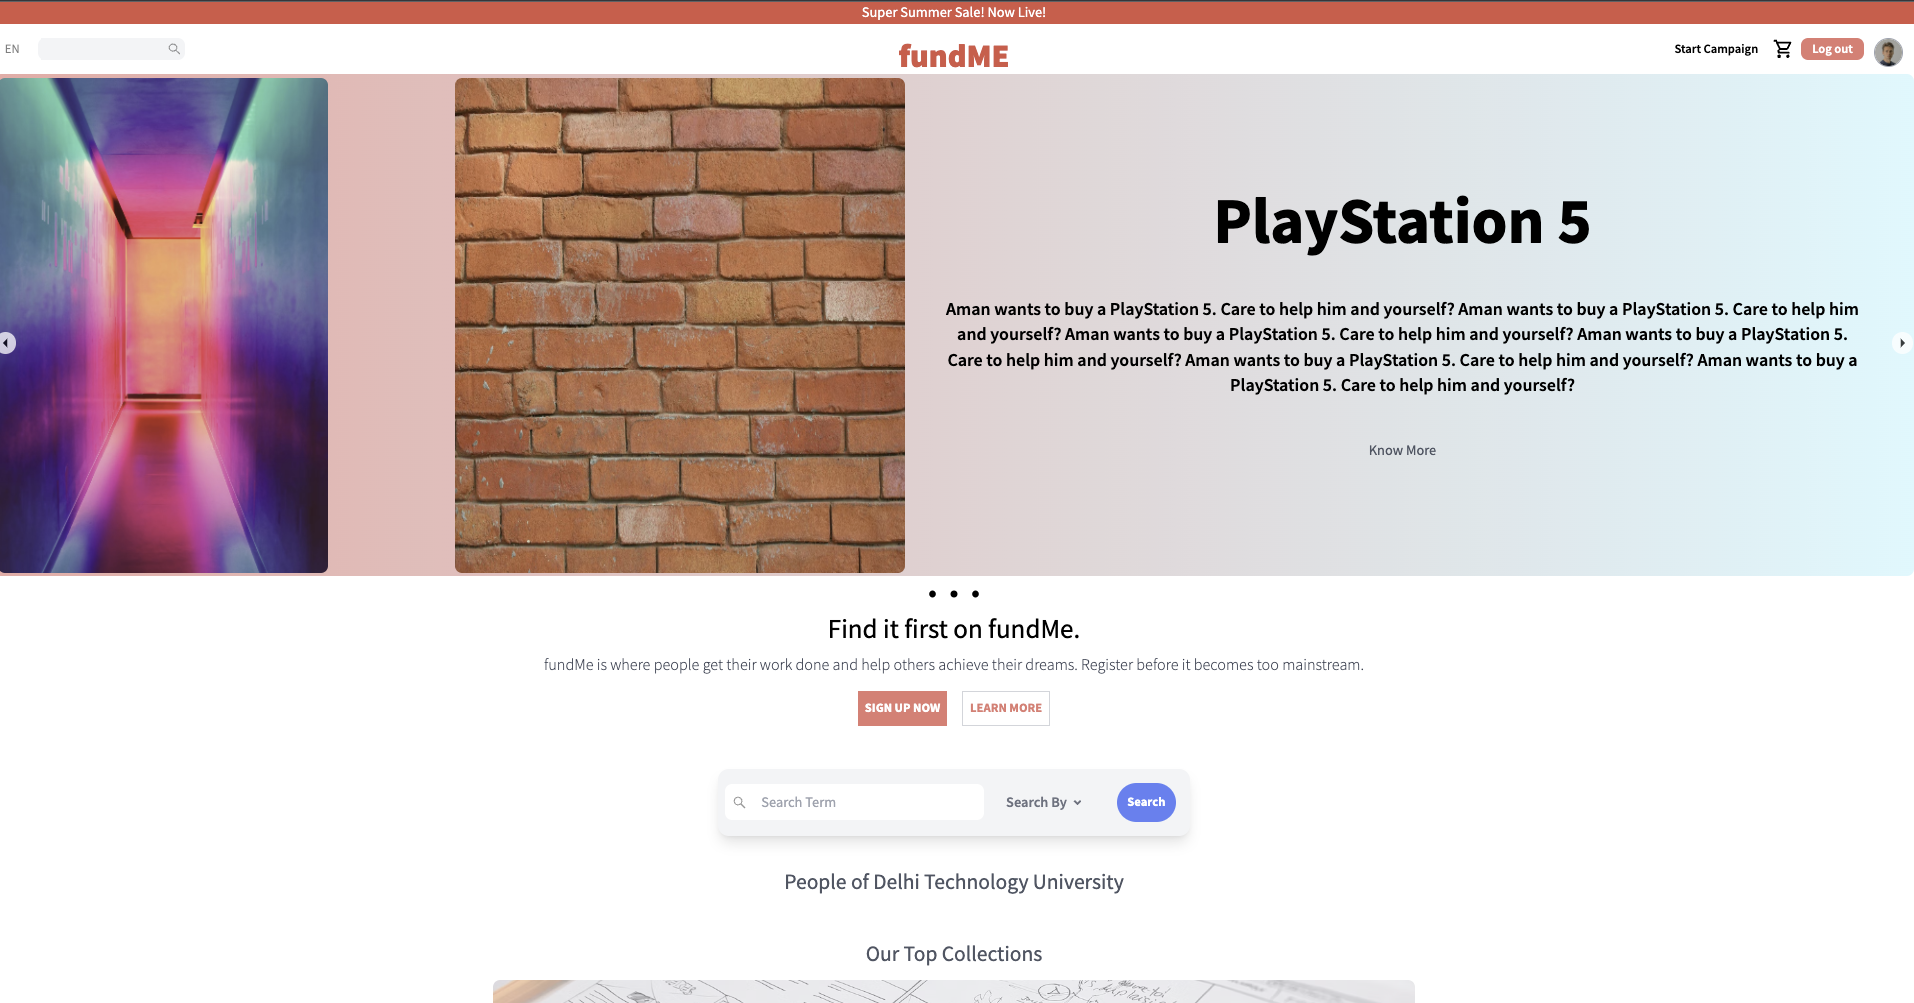 Super Summer Sale! Now Live!
EN
fundME
Start Campaign
Log out
PlayStation 5
Aman wants to buy a PlayStation 5. Care to help him and yourself? Aman wants to buy a PlayStation 5. Care to help him
and yourself? Aman wants to buy a PlayStation 5. Care to help him and yourself? Aman wants to buy a PlayStation 5.
Care to help him and yourself? Aman wants to buy a PlayStation 5. Care to help him and yourself? Aman wants to buy a
PlayStation 5. Care to help him and yourself?
Know More
Find it first on fundMe.
fundMe is where people get their work done and help others achieve their dreams. Register before it becomes too mainstream.
SIGN UP NOW
LEARN MORE
Search Term
Search By
Search
People of Delhi Technology University
Our Top Collections